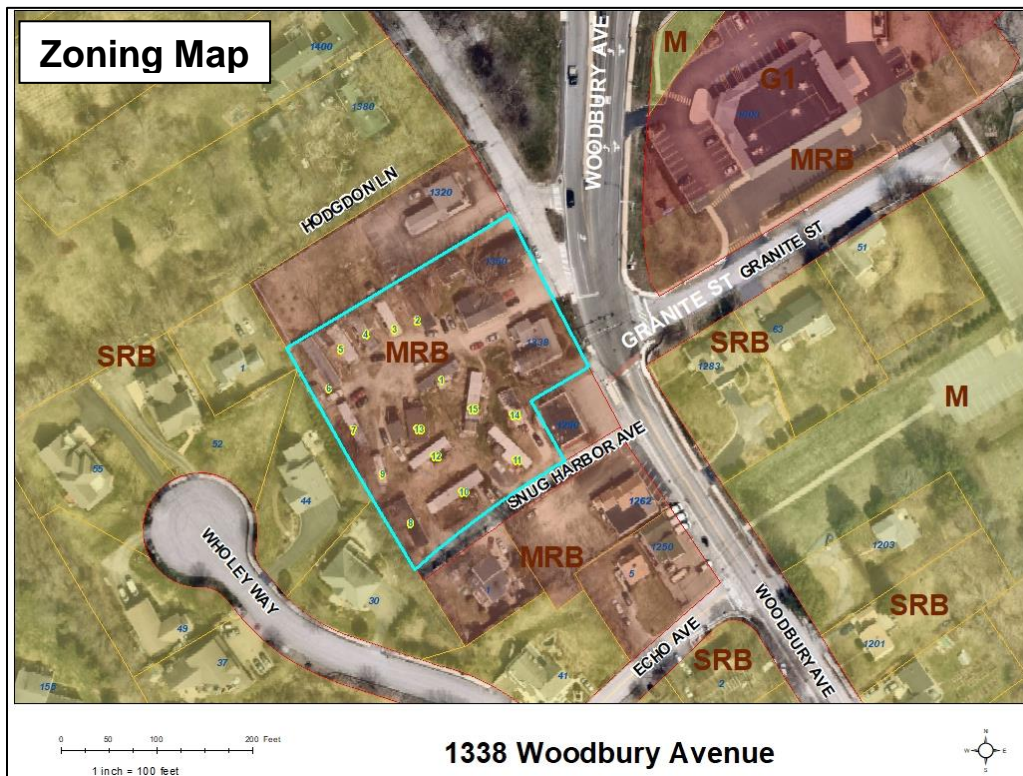 Zoning Map
1400
1380
M
G1
WOODBURY AVE
MRB
HODGDON LN
1320
GRANITE ST
GRANITE ST
51
SRB
63
1283
M
SRB
1
MRB
2
3
4
5
6
7
1
15
14
13
12
11
9
10
8
1338
SNUG HARBOR AVE
52
55
44
1262
MRB
1250
5
WHOLEY WAY
30
1203
SRB
49
37
155
41
ECHO AVE
SRB
2
WOODBURY AVE
1201
0 50 100 200 Feet
1 inch = 100 feet
1338 Woodbury Avenue
N
W E
S